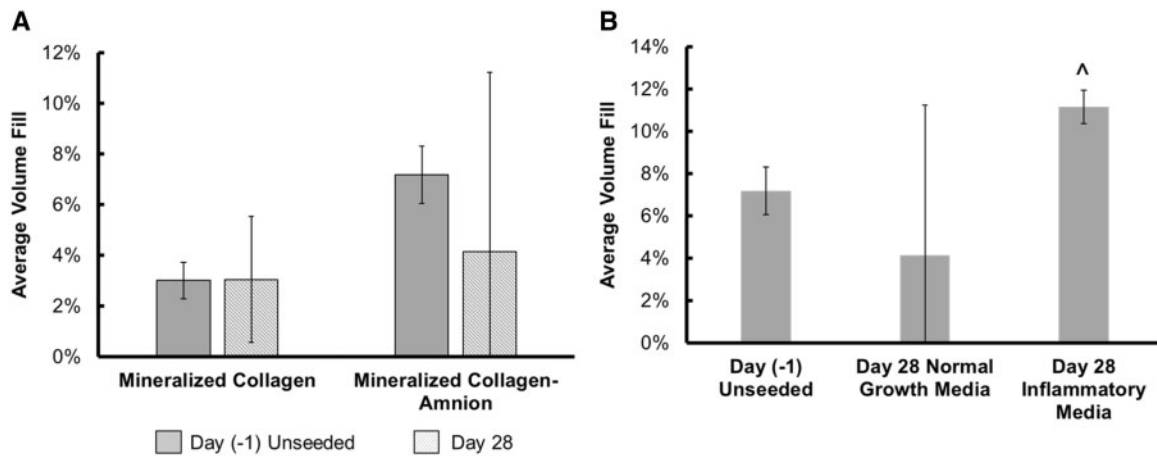 A
Average Volume Fill
12%
10%
8%
6%
4%
2%
0%
Mineralized Collagen
Mineralized Collagen-
Amnion
Day (-1) Unseeded
Day 28
B
Average Volume Fill
14%
12%
10%
8%
6%
4%
2%
0%
^
Day (-1)
Unseeded
Day 28 Normal
Growth Media
Day 28
Inflammatory
Media